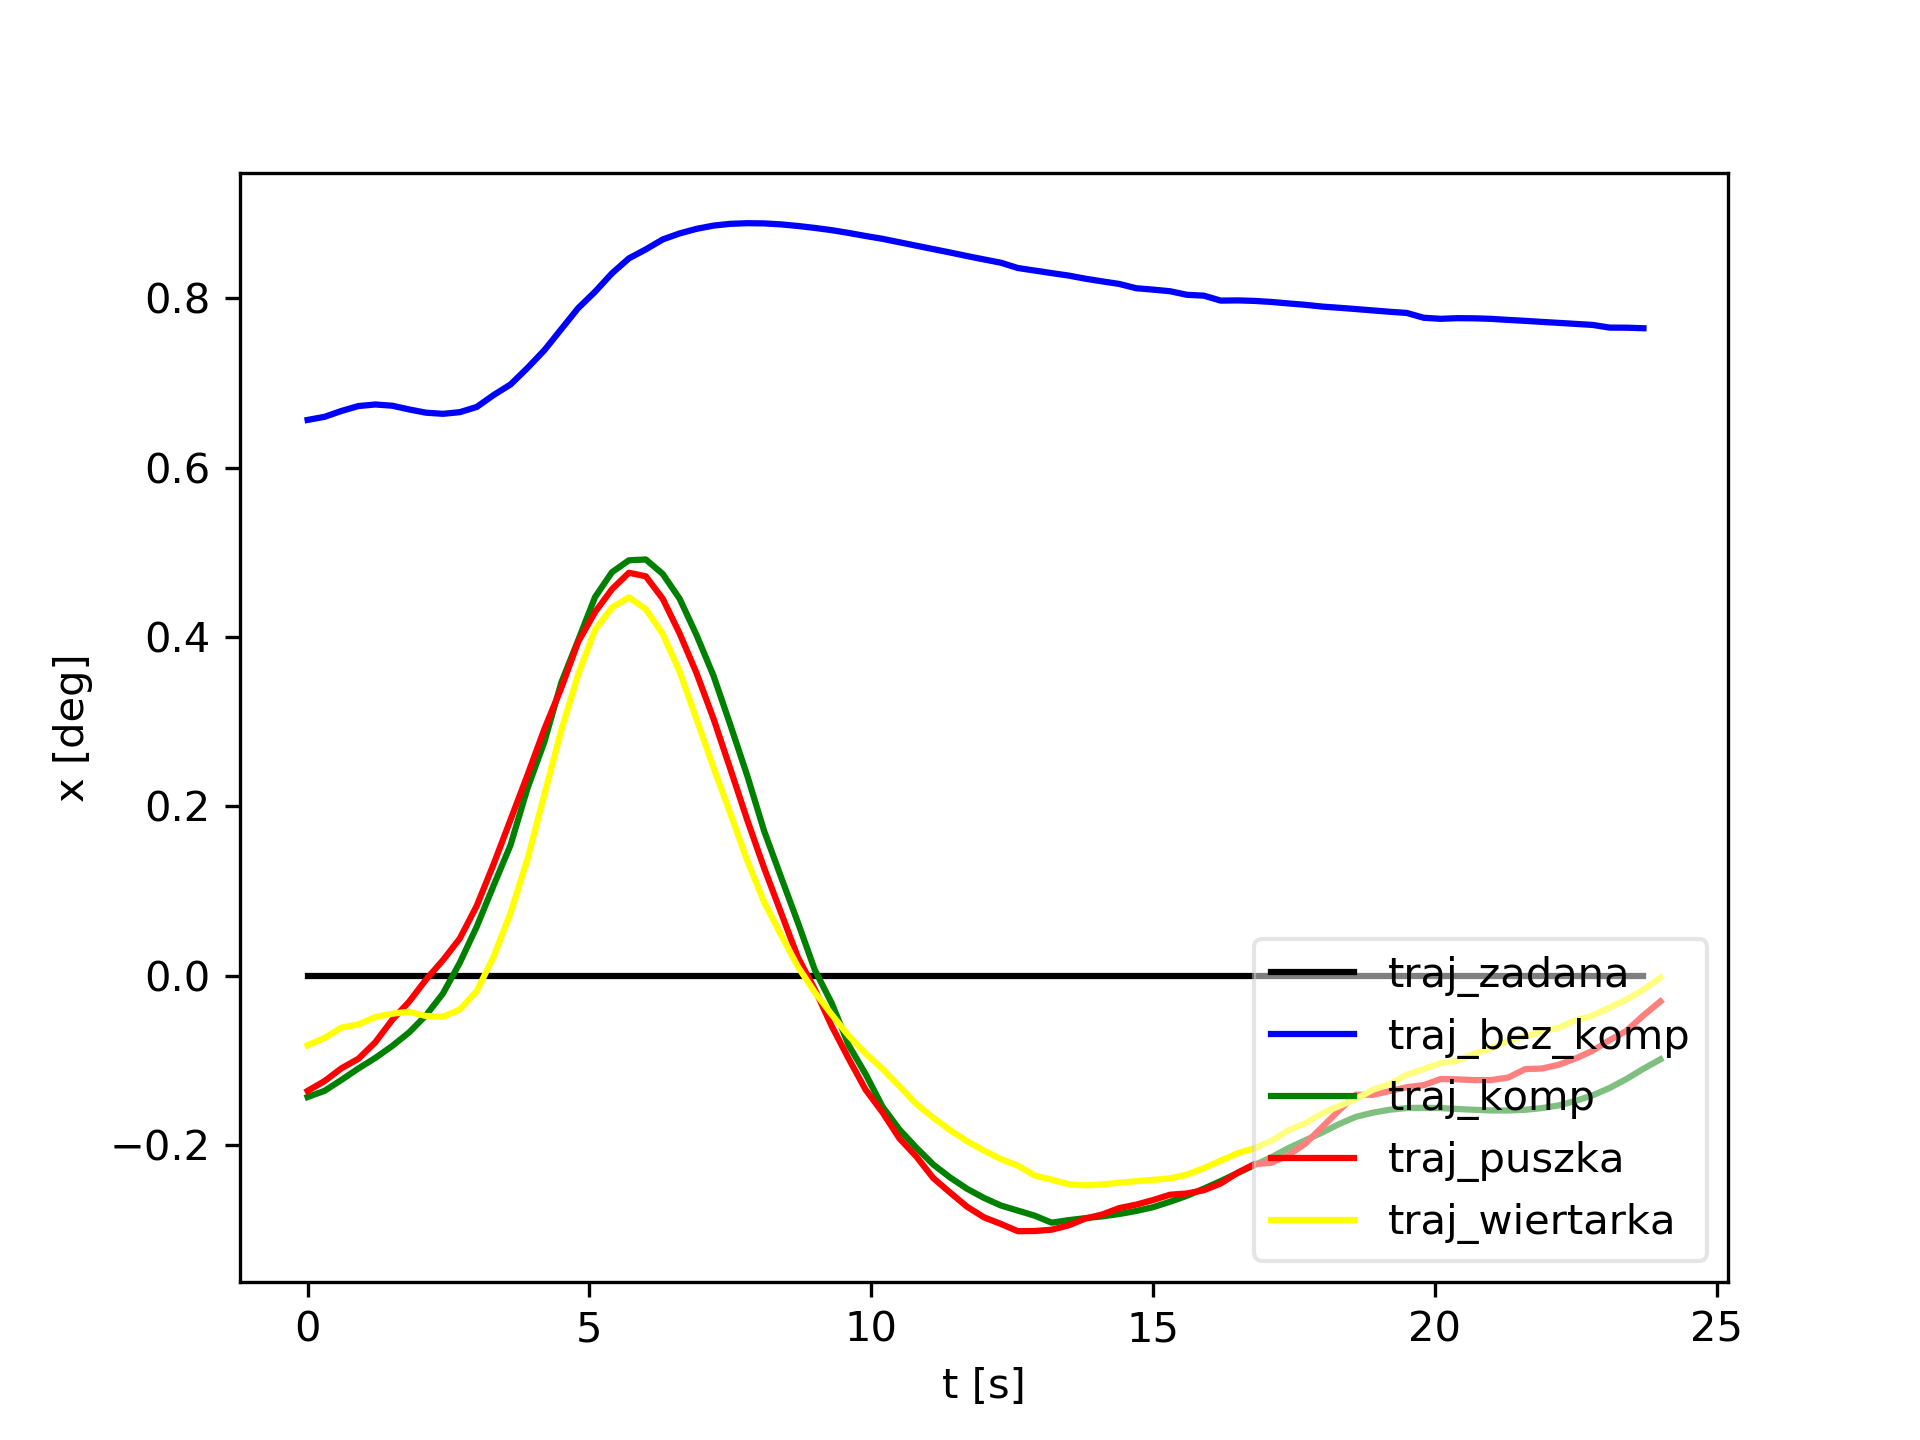 0.8
0.6
0.4
0.2
0.0
−0.2
x [deg]
0 5 10 15 20 25
t [s]
traj_zadana
traj_bez_komp
traj_komp
traj_puszka
traj_wiertarka